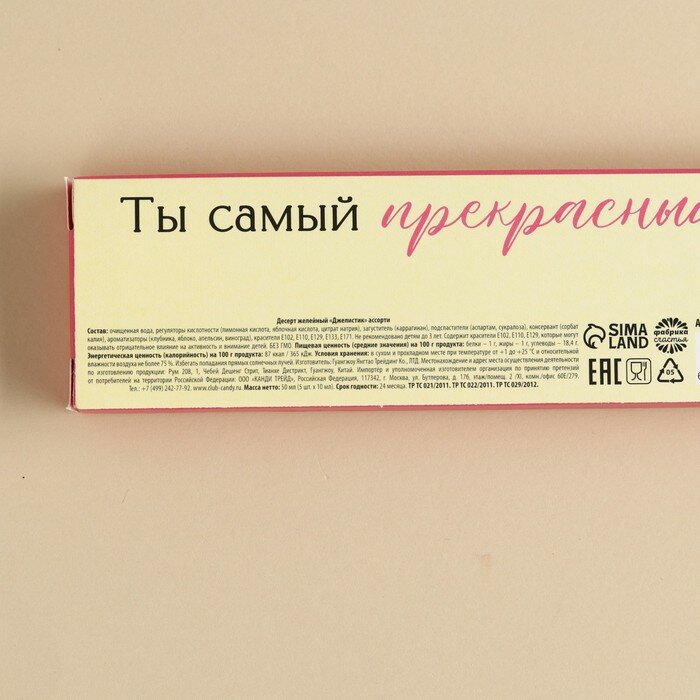 Ты самый прекрасный
Десерт желейный «Джелистик» ассорти
Состав: очищенная вода, регуляторы кислотности (лимонная кислота, яблочная кислота, цитрат натрия), загуститель (каррагинан), подсластители (аспартам, сукралоза), консервант (сорбат
калия), ароматизаторы (клубника, яблоко, апельсин, виноград), красители Е102, Е110, Е129, Е133, Е171. Не рекомендовано детям до 3 лет. Содержит красители Е102, Е110, Е129, которые могут
оказывать отрицательное влияние на активность и внимание детей. БЕЗ ГМО. Пищевая ценность (средние значения) на 100 г продукта: белки – 1 г, жиры – 1 г, углеводы – 18,4 г.
Энергетическая ценность (калорийность) на 100 г продукта: 87 ккал / 365 кДж. Условия хранения: в сухом и прохладном месте при температуре от +1 до +25 °С и относительной
влажности воздуха не более 75 %. Избегать попадания прямых солнечных лучей. Изготовитель: Гуангжоу Янгтао Трейдинг Ко., ЛТД. Местонахождение и адрес места осуществления деятельности
по изготовлению продукции: Рум 208, 1, Чебей Дешенг Стрит, Тианхе Дистрикт, Гуангжоу, Китай. Импортер и уполномоченная изготовителем организация по принятию претензий
от потребителей на территории Российской Федерации: ООО «КАНДИ ТРЕЙД», Российская Федерация, 117342, г. Москва, ул. Бутлерова, д. 17б, этаж/помещ. 2 /XI, комн./офис 60Е/279.
Тел.: +7 (499) 242-77-92. www.club-candy.ru. Масса нетто: 50 мл (5 шт. х 10 мл). Срок годности: 24 месяца. ТР ТС 021/2011. ТР ТС 022/2011. ТР ТС 029/2012.
SIMA
LAND
фабрика
счастья
EAC
05